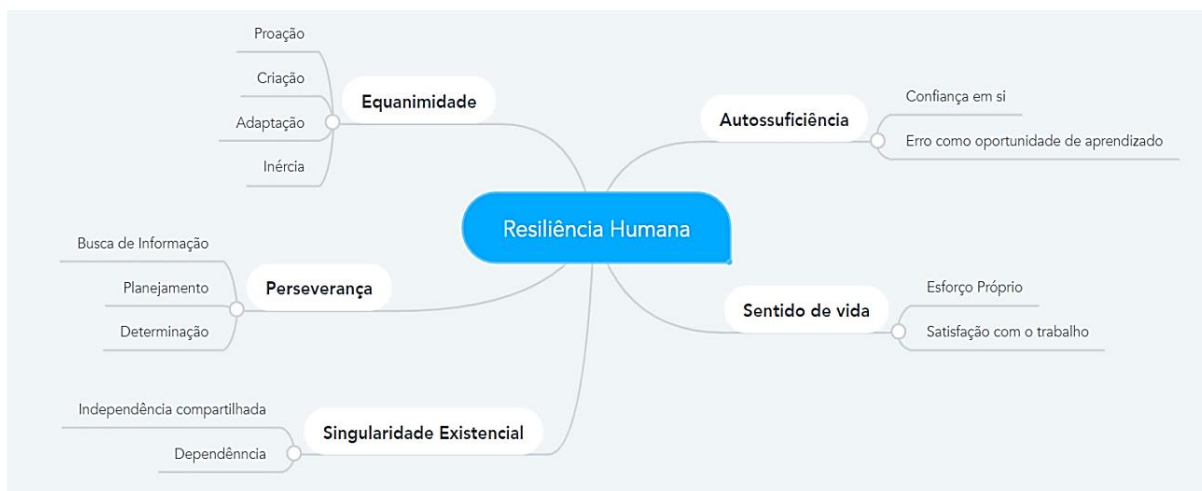 Proação
Criação
Adaptação
Inércia
Equanimidade
Busca de Informação
Planejamento
Determinação
Perseverança
Independência compartilhada
Dependênncia
Singularidade Existencial
Resiliência Humana
Autossuficiência
Confiança em si
Erro como oportunidade de aprendizado
Sentido de vida
Esforço Próprio
Satisfação com o trabalho